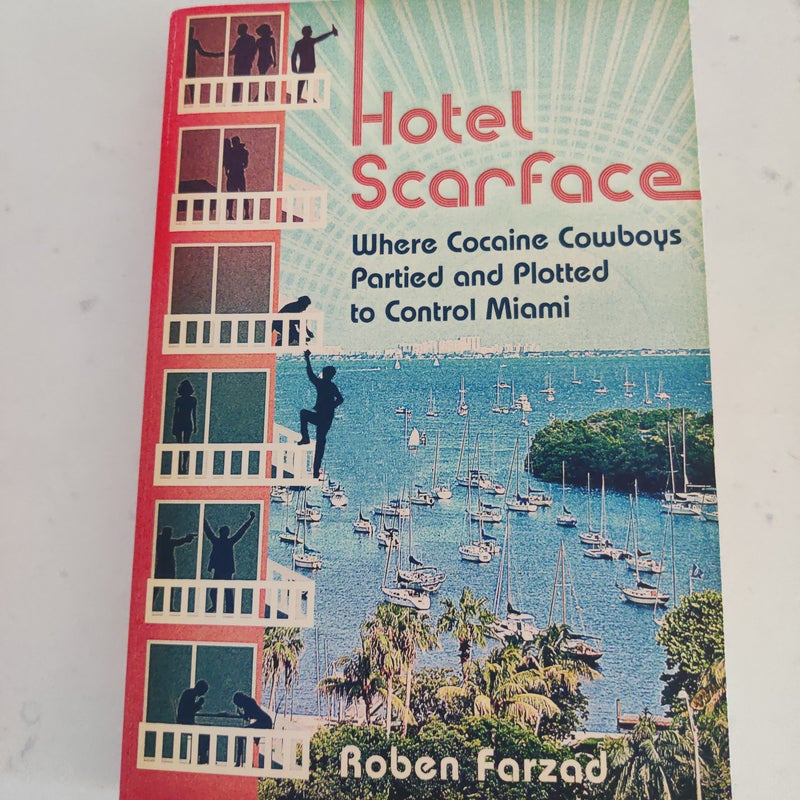 Hotel
Scarface
Where Cocaine Cowboys
Partied and Plotted
to Control Miami
Roben Farzad